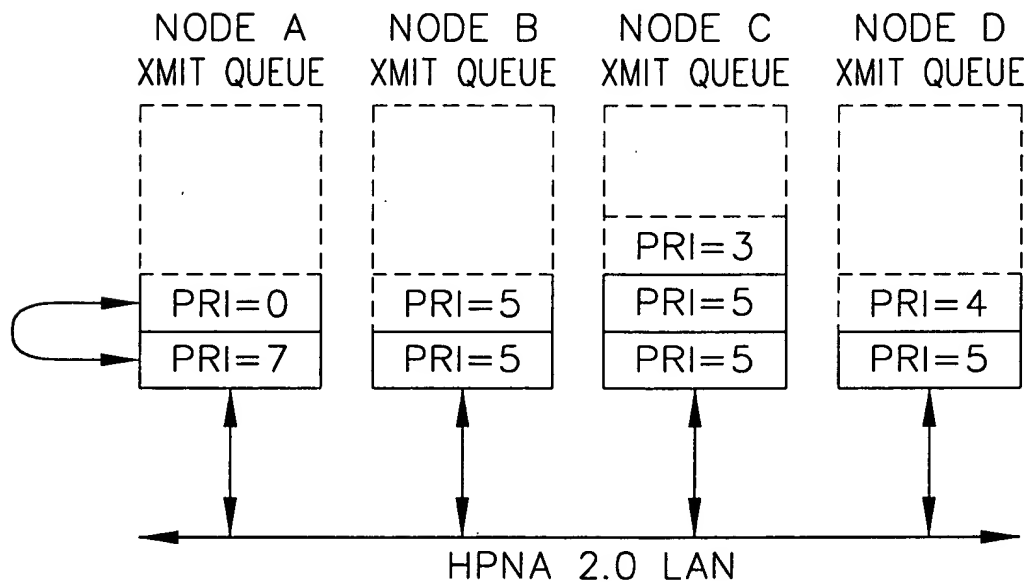 NODE A NODE B NODE C NODE D
XMIT QUEUE XMIT QUEUE XMIT QUEUE XMIT QUEUE
PRI=3
PRI=0 PRI=5 PRI=5 PRI=4
PRI=7 PRI=5 PRI=5 PRI=5
HPNA 2.0 LAN